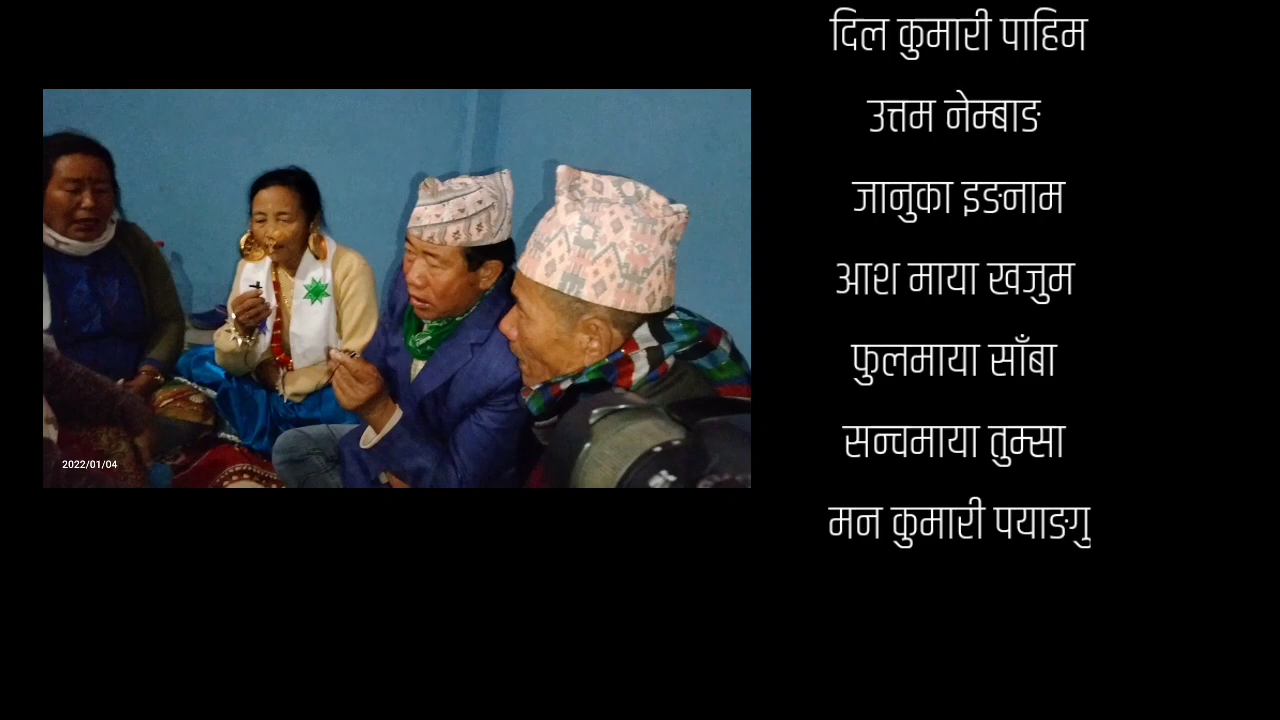 दिल कुमारी पाहिम
उत्तम नेम्बाङ
जानुका इङनाम
आश माया खजुम
फुलमाया साँबा
सन्चमाया तुम्सा
मन कुमारी पयाङगु
2022/01/04